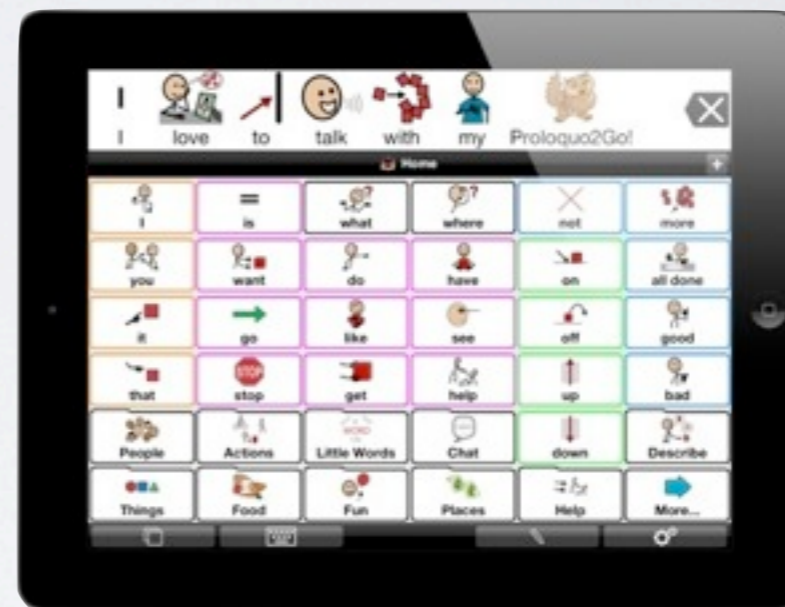 I love to talk with my Proloquo2Go!
Home
I is what where not more
you want do have on all done
it go like see off good
that stop get help up bad
People Actions Little Words Chat down Describe
Things Food Fun Places Help More...